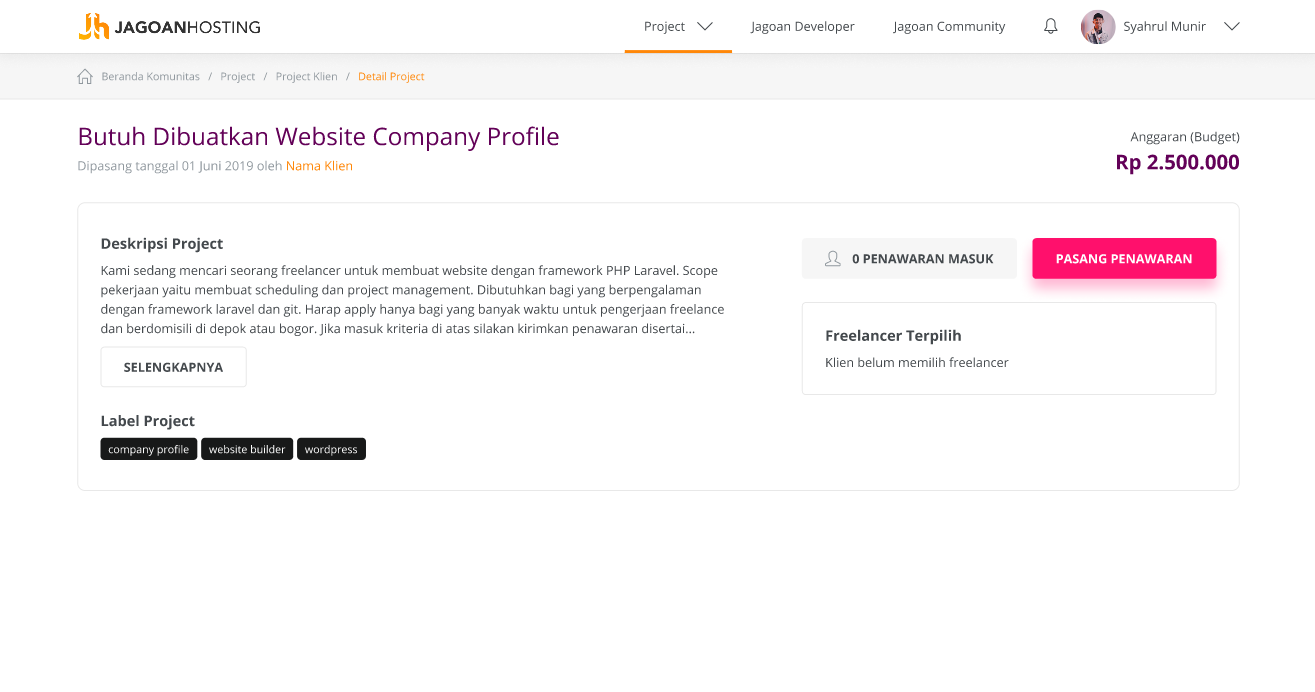 JAGOANHOSTING
Project
Jagoan Developer
Jagoan Community
Syahrul Munir
Beranda Komunitas / Project / Project Klien / Detail Project
Butuh Dibuatkan Website Company Profile
Dipasang tanggal 01 Juni 2019 oleh Nama Klien
Anggaran (Budget)
Rp 2.500.000
Deskripsi Project
Kami sedang mencari seorang freelancer untuk membuat website dengan framework PHP Laravel. Scope
pekerjaan yaitu membuat scheduling dan project management. Dibutuhkan bagi yang berpengalaman
dengan framework laravel dan git. Harap apply hanya bagi yang banyak waktu untuk pengerjaan freelance
dan berdomisili di depok atau bogor. Jika masuk kriteria di atas silakan kirimkan penawaran disertai...
SELENGKAPNYA
Label Project
company profile
website builder
wordpress
0 PENAWARAN MASUK
PASANG PENAWARAN
Freelancer Terpilih
Klien belum memilih freelancer